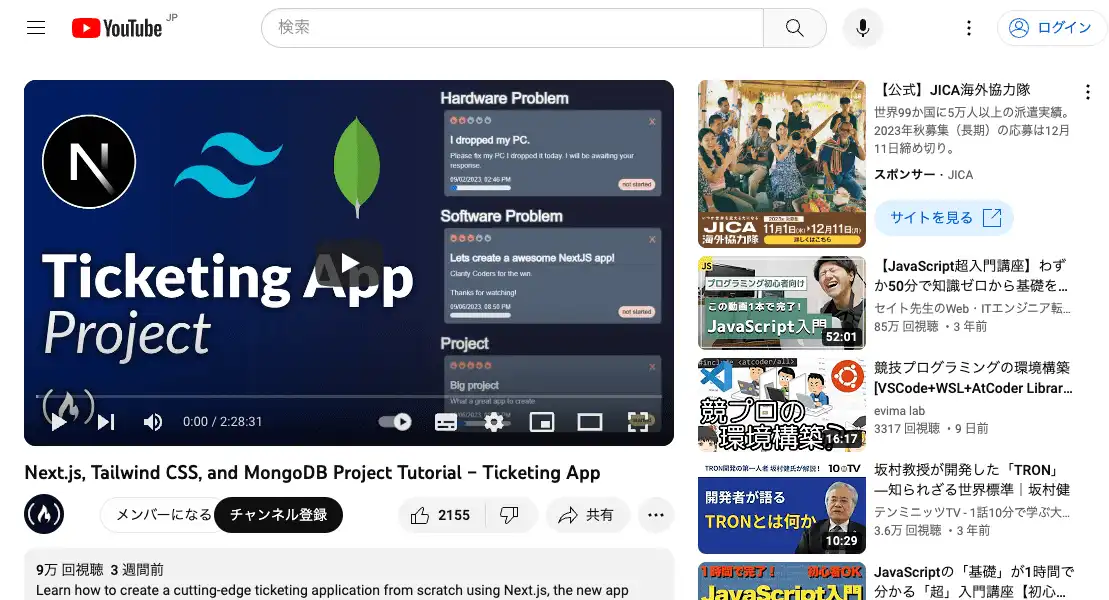 YouTube JP
検索
ログイン
Hardware Problem
I dropped my PC.
Please fix my PC I dropped it today. I will be awaiting your
response.
09/02/2023, 02:46 PM
not started
Software Problem
Lets create a awesome NextJS app!
Clarity Coders for the win.
Thanks for watching!
09/06/2023, 08:50 PM
not started
Project
Big project
What a great app to create.
Ticketing App
Project
0:00 / 2:28:31
Next.js, Tailwind CSS, and MongoDB Project Tutorial – Ticketing App
メンバーになる
チャンネル登録
2155
共有
9万 回視聴 3 週間前
Learn how to create a cutting-edge ticketing application from scratch using Next.js, the new app
JICA
海外協力隊
11月1日(水)▸12月11日(月)
詳しくはこちら
【公式】JICA海外協力隊
世界99か国に5万人以上の派遣実績。
2023年秋募集（長期）の応募は12月
11日締め切り。
スポンサー・JICA
サイトを見る
JS
プログラミング初心者向け
この動画1本で完了！
JavaScript入門
52:01
【JavaScript超入門講座】わず
か50分で知識ゼロから基礎を...
セイト先生のWeb・ITエンジニア転...
85万 回視聴 ・3 年前
#include <atcoder/all>
競プロの
環境構築
16:17
競技プログラミングの環境構築
[VSCode+WSL+AtCoder Librar...
evima lab
3317 回視聴 ・9 日前
TRON開発の第一人者 坂村健氏が解説！
10分TV
開発者が語る
TRONとは何か
10:29
坂村教授が開発した「TRON」
—知られざる世界標準｜坂村健
テンミニッツTV - 1話10分で学ぶ大...
3.6万 回視聴 ・3 年前
1時間で完了！ 初心者OK
JavaScript入門
JavaScriptの「基礎」が1時間で
分かる「超」入門講座【初心...